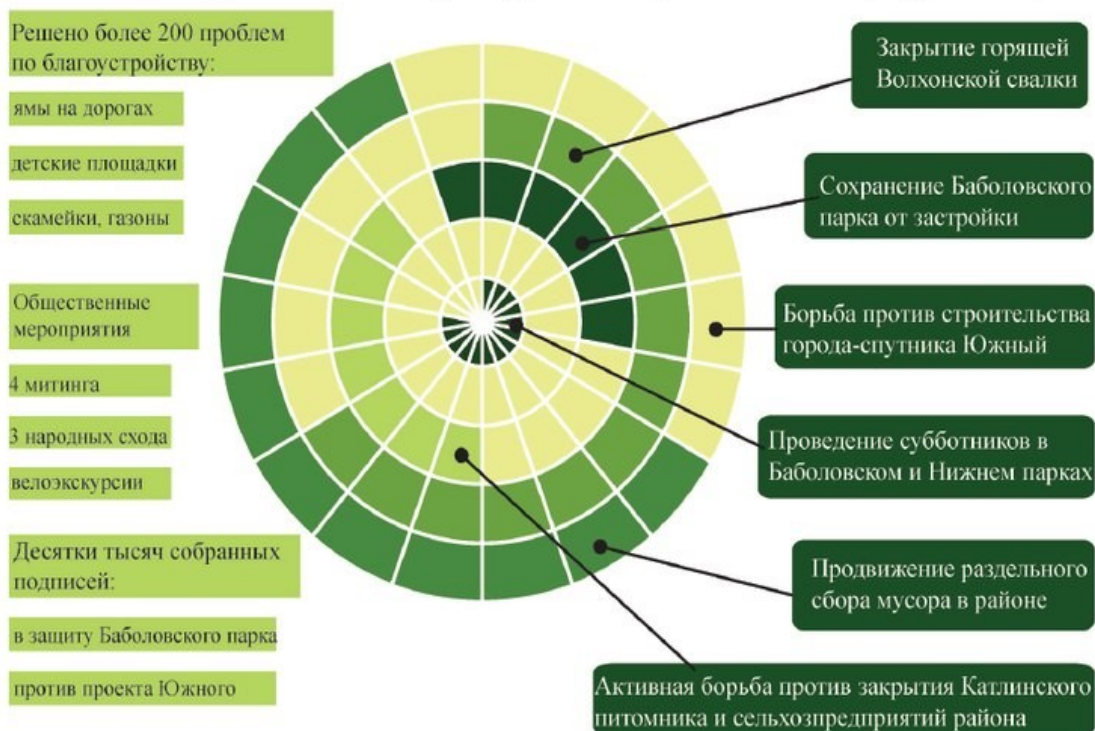 Решено более 200 проблем
по благоустройству:
ямы на дорогах
детские площадки
скамейки, газоны
Общественные
мероприятия
4 митинга
3 народных схода
велоэкскурсии
Десятки тысяч собранных
подписей:
в защиту Баболовского парка
против проекта Южного
Закрытие горящей
Волхонской свалки
Сохранение Баболовского
парка от застройки
Борьба против строительства
города-спутника Южный
Проведение субботников в
Баболовском и Нижнем парках
Продвижение раздельного
сбора мусора в районе
Активная борьба против закрытия Катлинского
питомника и сельхозпредприятий района